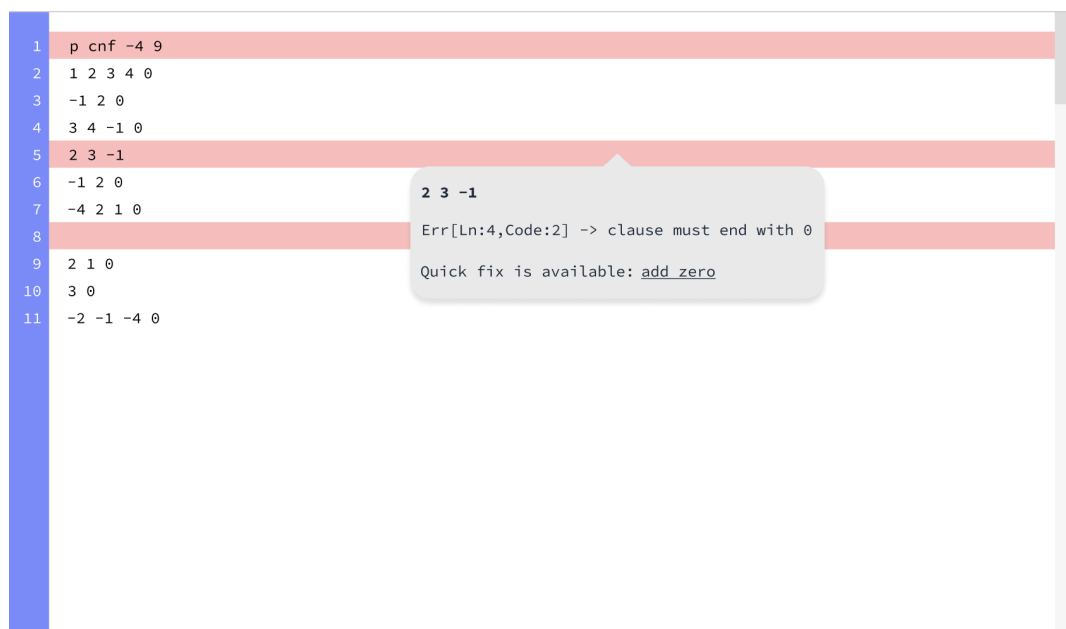 1 p cnf -4 9
2 1 2 3 4 0
3 -1 2 0
4 3 4 -1 0
5 2 3 -1
6 -1 2 0
7 -4 2 1 0
8
9 2 1 0
10 3 0
11 -2 -1 -4 0
2 3 -1
Err[Ln:4,Code:2] -> clause must end with 0
Quick fix is available: add zero